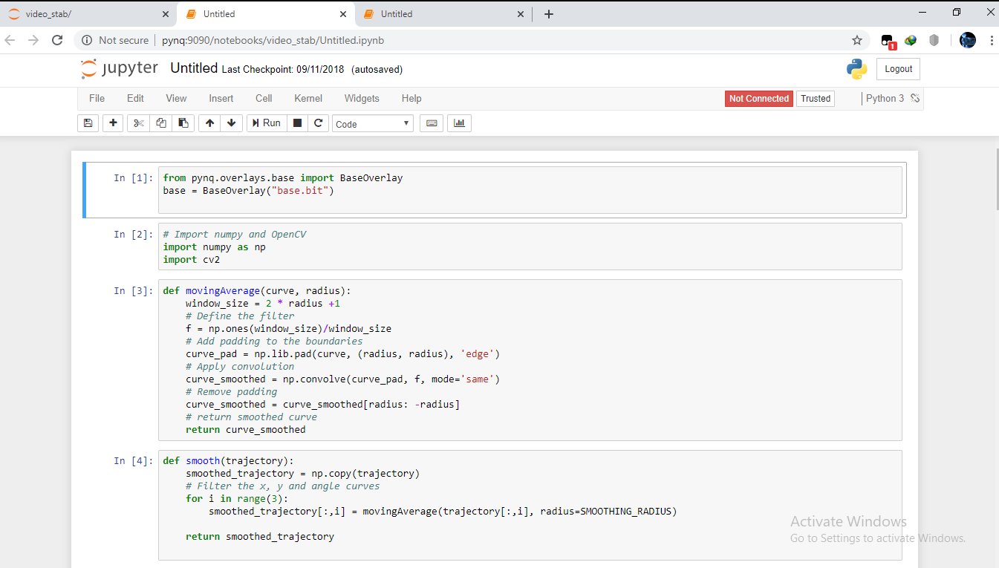 video_stab/
Untitled
Untitled
Not secure
pynq:9090/notebooks/video_stab/Untitled.ipynb
1
jupyter
Untitled Last Checkpoint: 09/11/2018 (autosaved)
Logout
File Edit View Insert Cell Kernel Widgets Help
Not Connected
Trusted
Python 3
Run
Code
In [1]:
from pynq.overlays.base import BaseOverlay
base = BaseOverlay("base.bit")
In [2]:
# Import numpy and OpenCV
import numpy as np
import cv2
In [3]:
def movingAverage(curve, radius):
    window_size = 2 * radius +1
    # Define the filter
    f = np.ones(window_size)/window_size
    # Add padding to the boundaries
    curve_pad = np.lib.pad(curve, (radius, radius), 'edge')
    # Apply convolution
    curve_smoothed = np.convolve(curve_pad, f, mode='same')
    # Remove padding
    curve_smoothed = curve_smoothed[radius: -radius]
    # return smoothed curve
    return curve_smoothed
In [4]:
def smooth(trajectory):
    smoothed_trajectory = np.copy(trajectory)
    # Filter the x, y and angle curves
    for i in range(3):
        smoothed_trajectory[:,i] = movingAverage(trajectory[:,i], radius=SMOOTHING_RADIUS)
    return smoothed_trajectory
Activate Windows
Go to Settings to activate Windows.